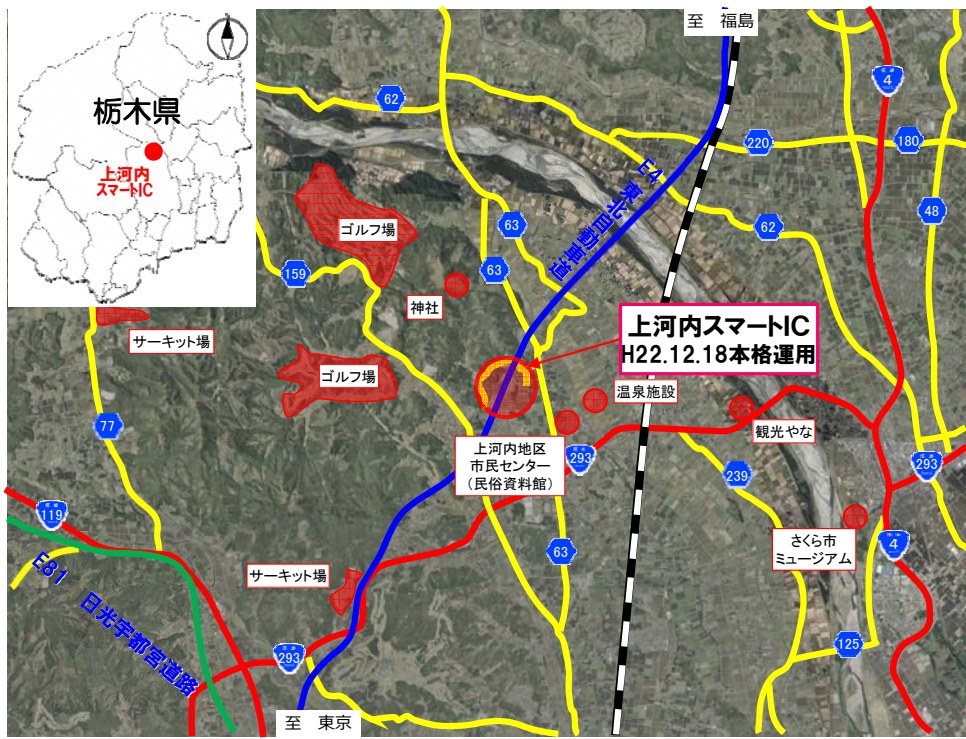 至 福島
栃木県
上河内
スマートIC
4
62
220
180
E4
東北自動車道
48
63
62
ゴルフ場
159
63
神社
上河内スマートIC
H22.12.18本格運用
サーキット場
ゴルフ場
温泉施設
観光やな
77
上河内地区
市民センター
(民俗資料館)
293
293
239
119
さくら市
ミュージアム
4
63
E81
日光宇都宮道路
サーキット場
125
293
至 東京